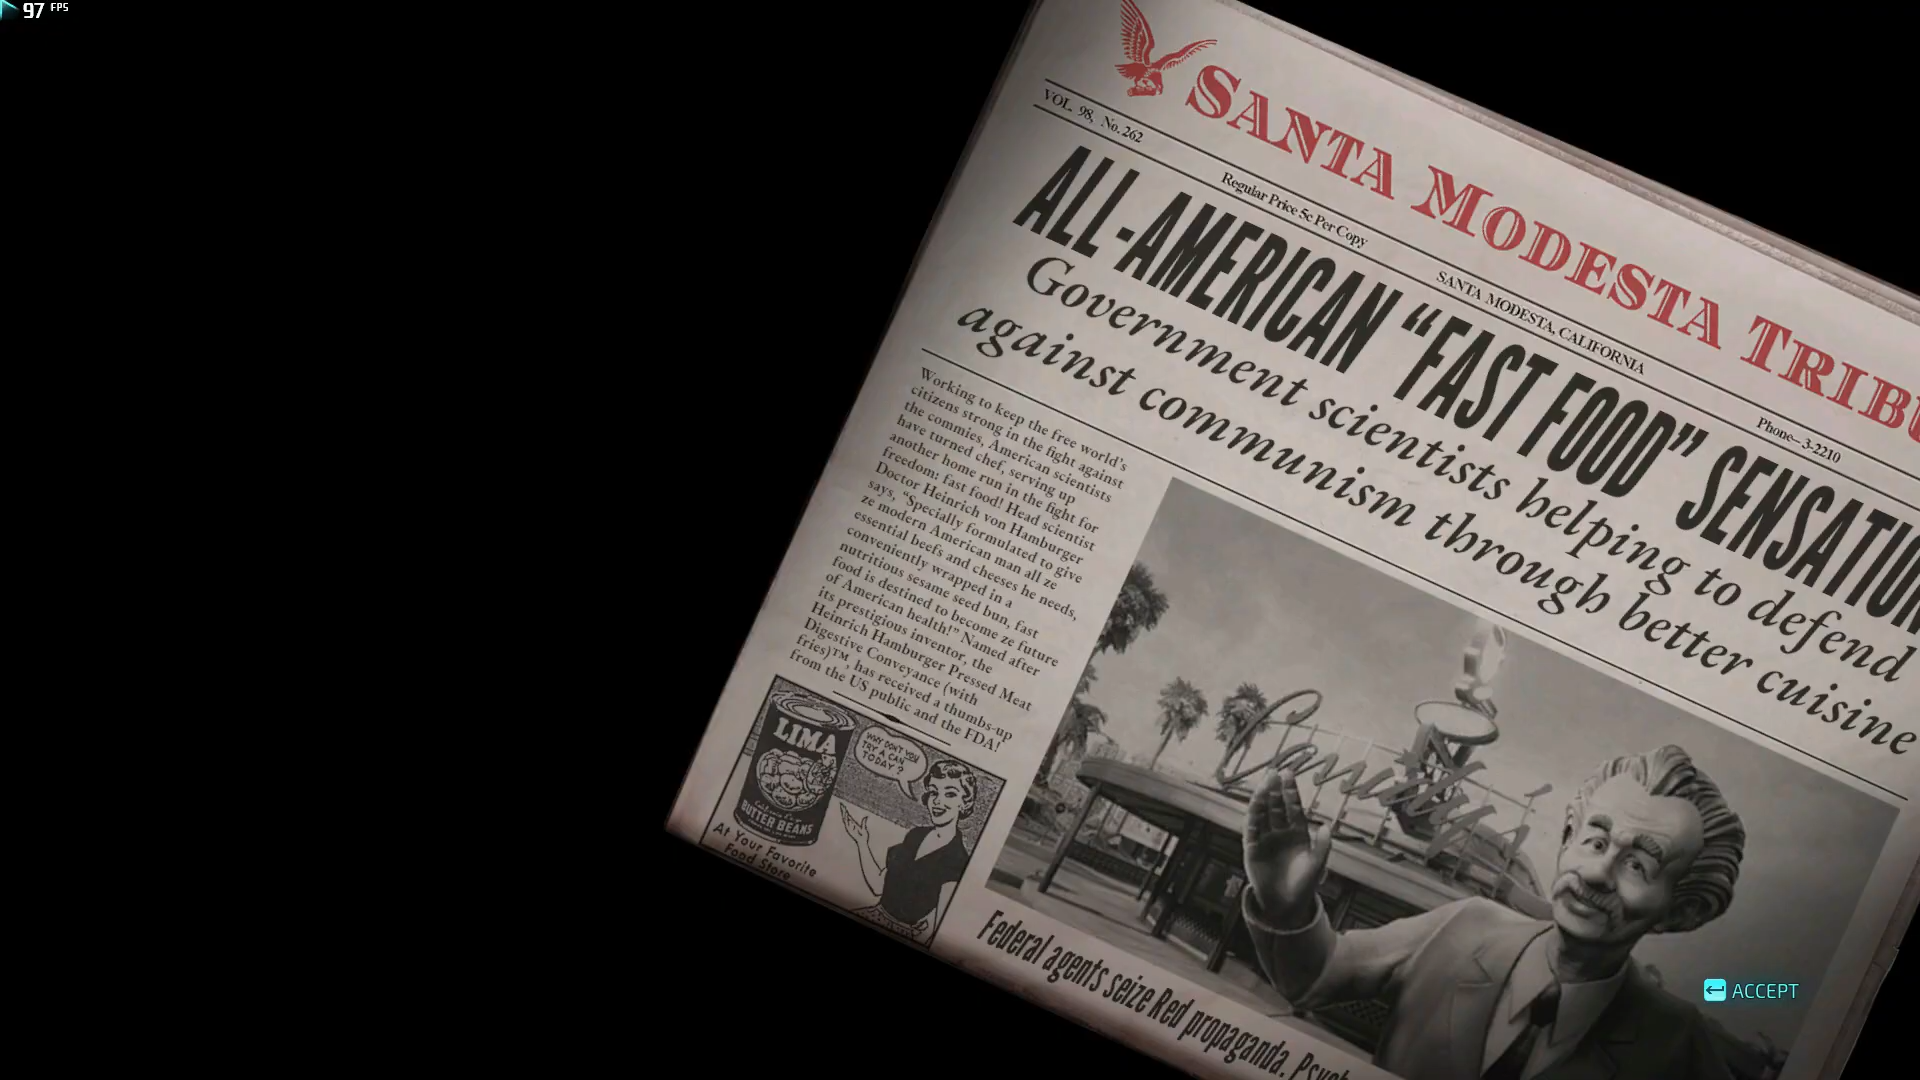 97 FPS
SANTA MODESTA
VOL. 98, No. 262
Regular Price 5c Per Copy
SANTA MODESTA, CALIFORNIA
Phone–3-2210
ALL-AMERICAN “FAST FOOD”
Government scientists helping to defend
against communism through better cuisine
Working to keep the free world's
citizens strong in the fight against
the commies, American scientists
have turned chef, serving up
another home run in the fight for
freedom: fast food! Head scientist
Doctor Heinrich von Hamburger
says, “Specially formulated to give
ze modern American man all ze
essential beefs and cheeses he needs,
conveniently wrapped in a
nutritious sesame seed bun, fast
food is destined to become ze future
of American health!” Named after
its prestigious inventor, the
Heinrich Hamburger Pressed Meat
Digestive Conveyance (with
fries)™, has received a thumbs-up
from the US public and the FDA!
LIMA
BUTTER BEANS
WHY DON'T YOU
TRY A CAN
TODAY?
At Your Favorite
Food Store
Federal agents seize Red propaganda.
ACCEPT